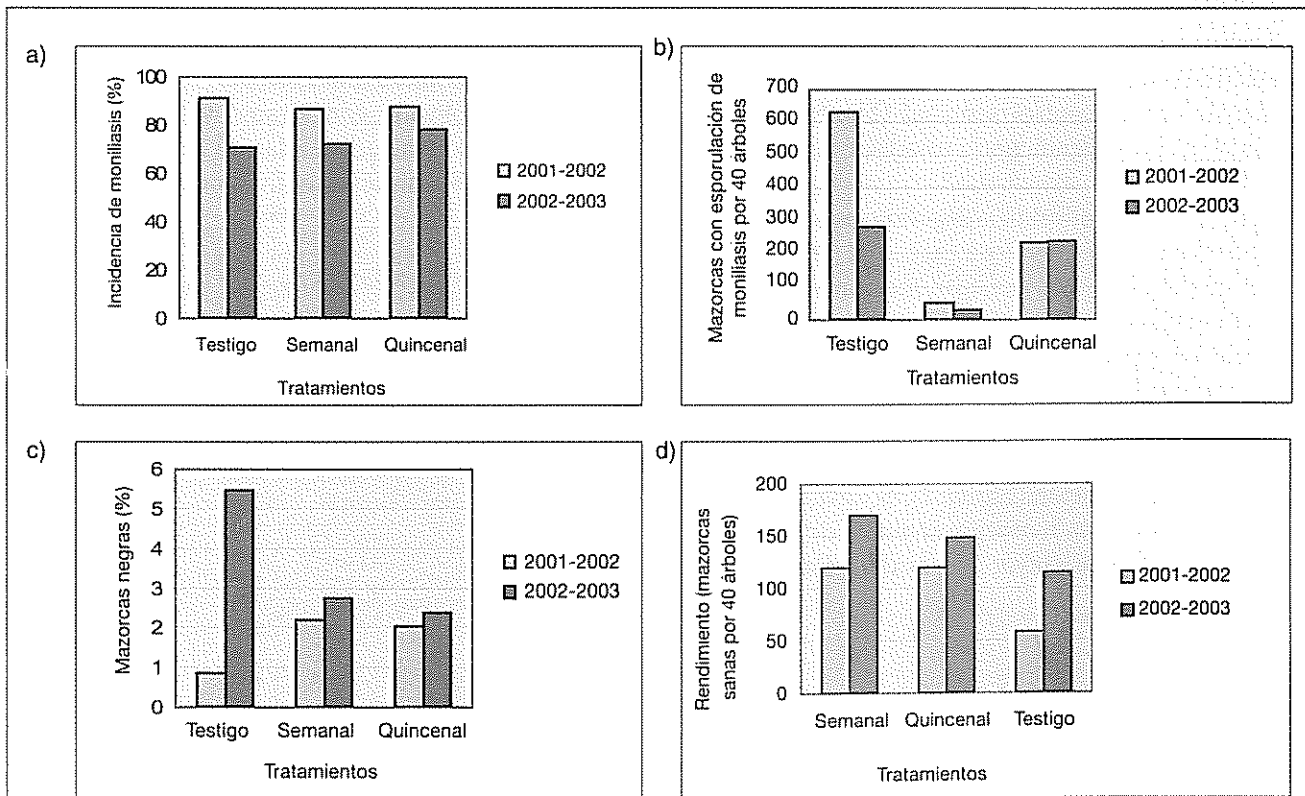 a)
Incidencia de moniliasis (%)
100
80
60
40
20
0
Testigo Semanal Quincenal
Tratamientos
2001-2002
2002-2003
b)
Mazorcas con esporulación de
moniliasis por 40 árboles
700
600
500
400
300
200
100
0
Testigo Semanal Quincenal
Tratamientos
2001-2002
2002-2003
c)
Mazorcas negras (%)
6
5
4
3
2
1
0
Testigo Semanal Quincenal
Tratamientos
2001-2002
2002-2003
d)
Rendimiento (mazorcas
sanas por 40 árboles)
200
150
100
50
0
Semanal Quincenal Testigo
Tratamientos
2001-2002
2002-2003